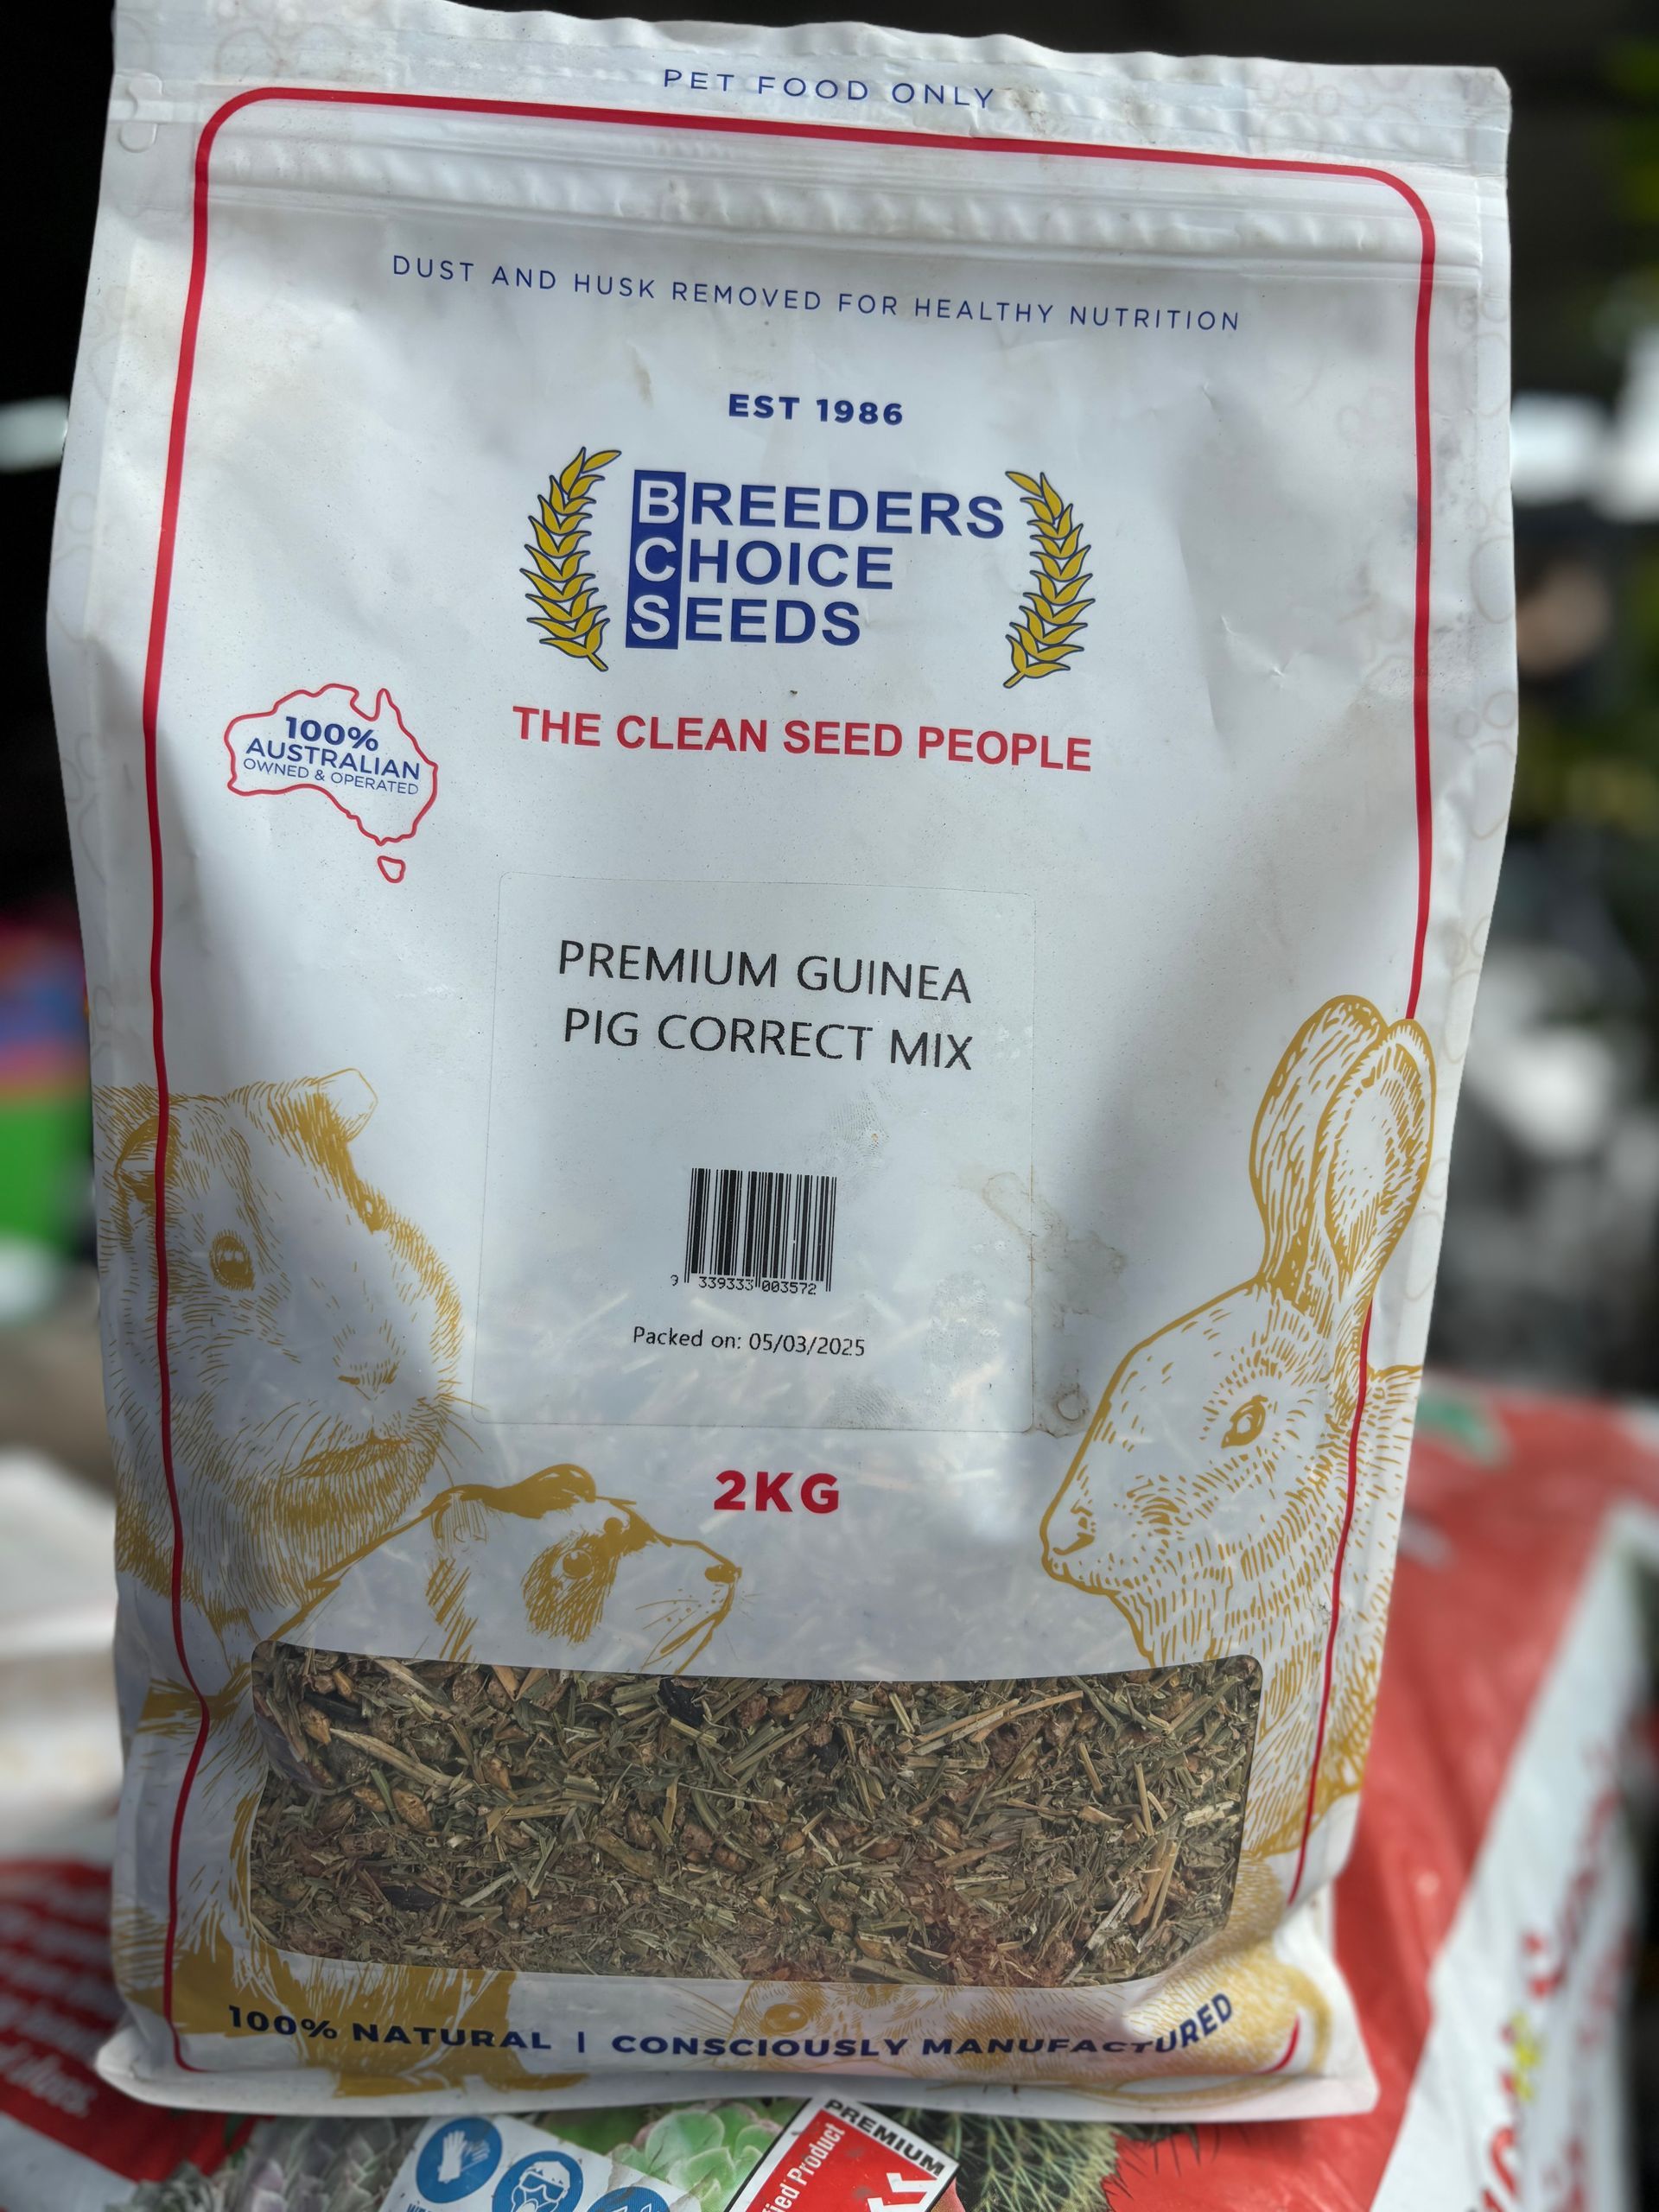 PET FOOD ONLY
DUST AND HUSK REMOVED FOR HEALTHY NUTRITION
EST 1986
BREEDERS
CHOICE
SEEDS
THE CLEAN SEED PEOPLE
100%
AUSTRALIAN
OWNED & OPERATED
PREMIUM GUINEA
PIG CORRECT MIX
9 339333 003572
Packed on: 05/03/2025
2KG
100% NATURAL | CONSCIOUSLY MANUFACTURED
PREMIUM
Product